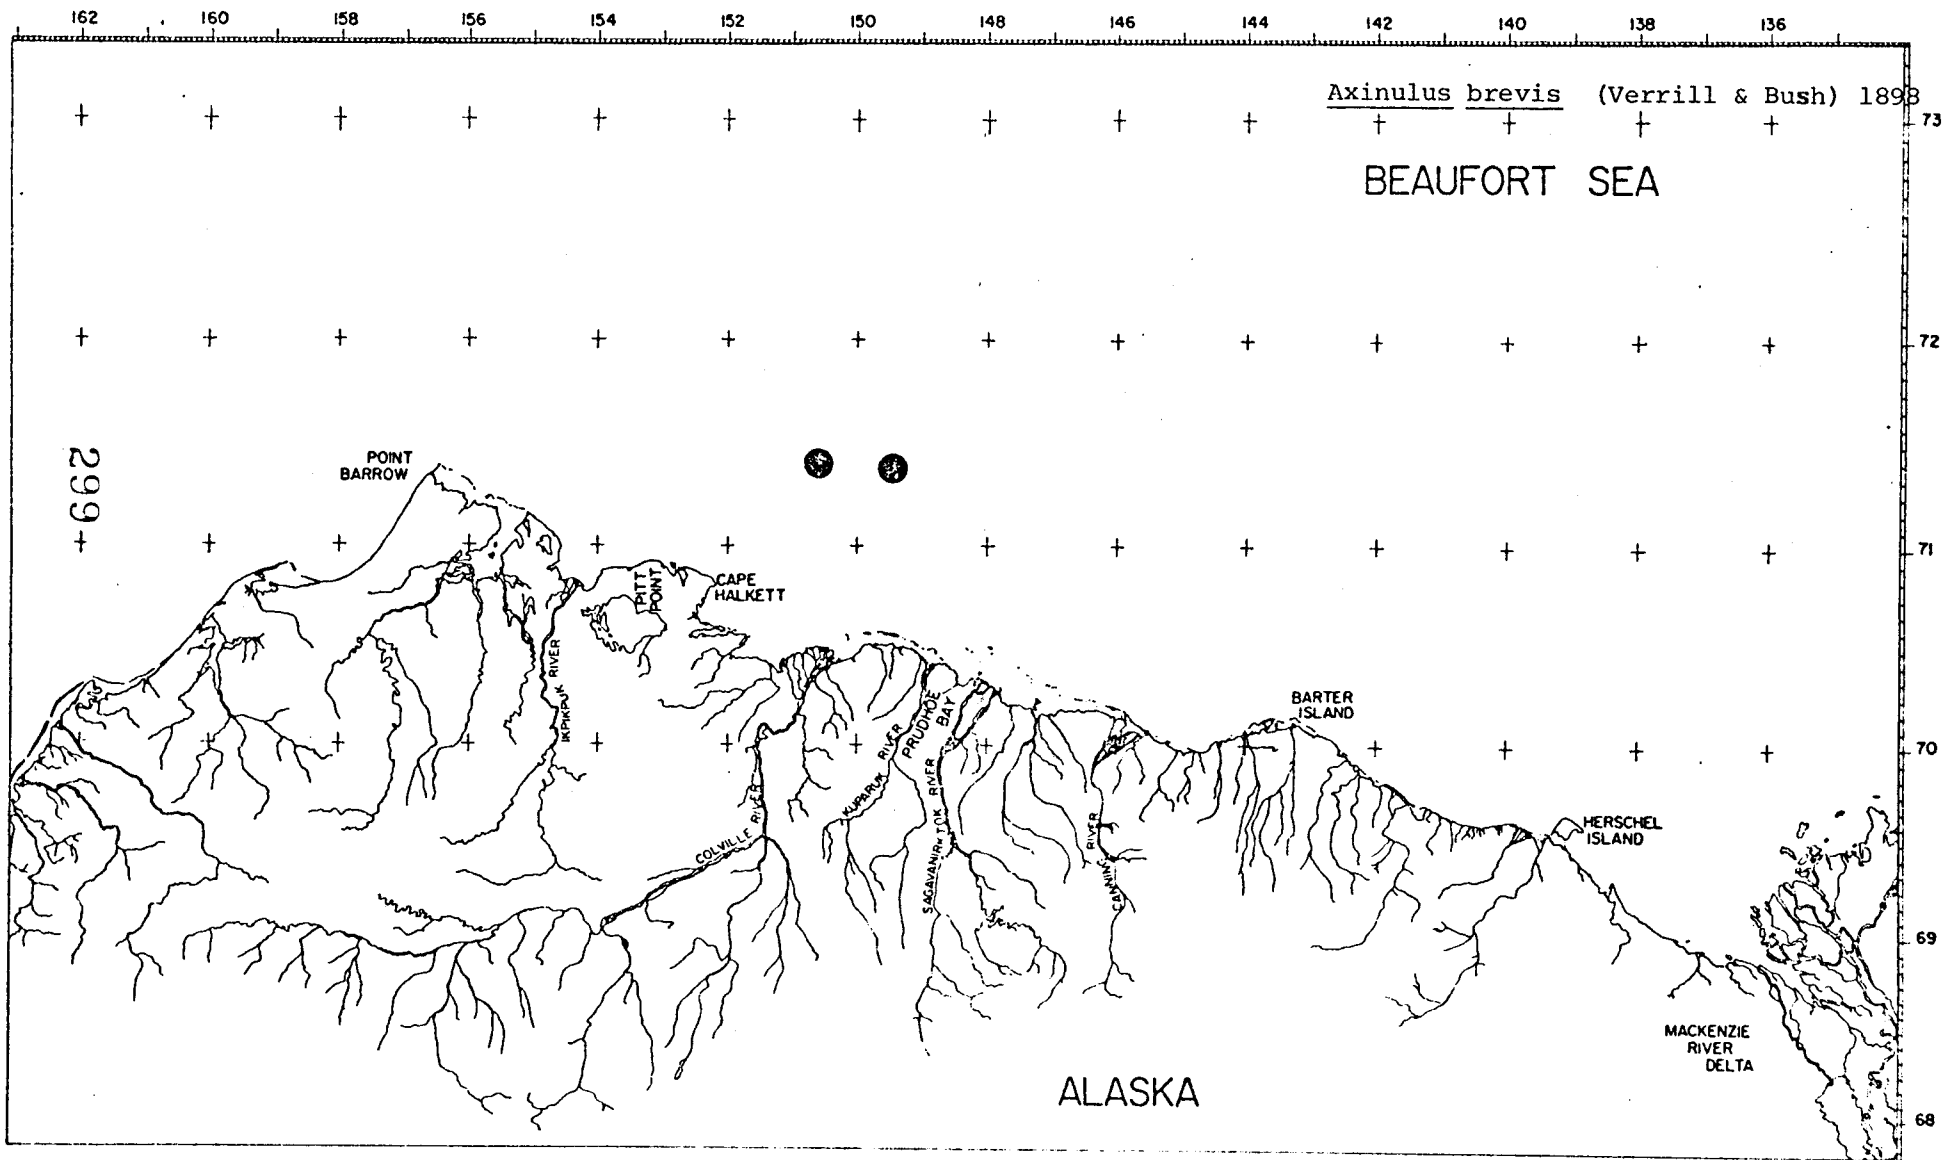 162 160 158 156 154 152 150 148 146 144 142 140 138 136
Axinulus brevis (Verrill & Bush) 1898
73
BEAUFORT SEA
72
299
POINT
BARROW
71
PITT
POINT
CAPE
HALKETT
IKPIKPUK RIVER
BARTER
ISLAND
PRUDHOE
BAY
KUPARUK RIVER
70
COLVILLE RIVER
SAGAVANIRKTOK RIVER
CANNING RIVER
HERSCHEL
ISLAND
69
MACKENZIE
RIVER
DELTA
ALASKA
68